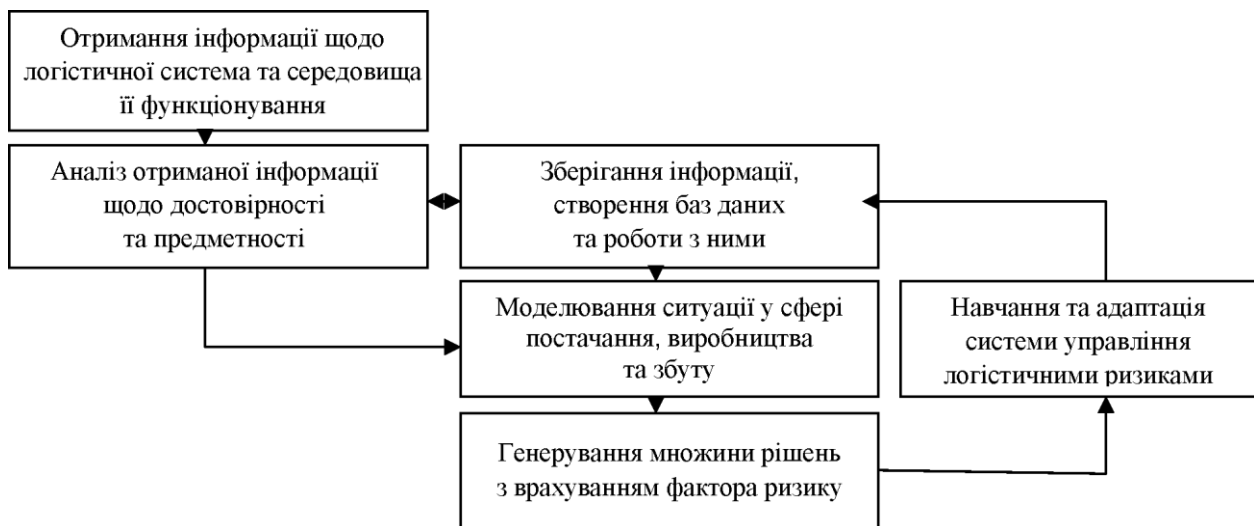 Отримання інформації щодо
логістичної система та середовища
її функціонування
Аналіз отриманої інформації
щодо достовірності
та предметності
Зберігання інформації,
створення баз даних
та роботи з ними
Моделювання ситуації у сфері
постачання, виробництва
та збуту
Навчання та адаптація
системи управління
логістичними ризиками
Генерування множини рішень
з врахуванням фактора ризику